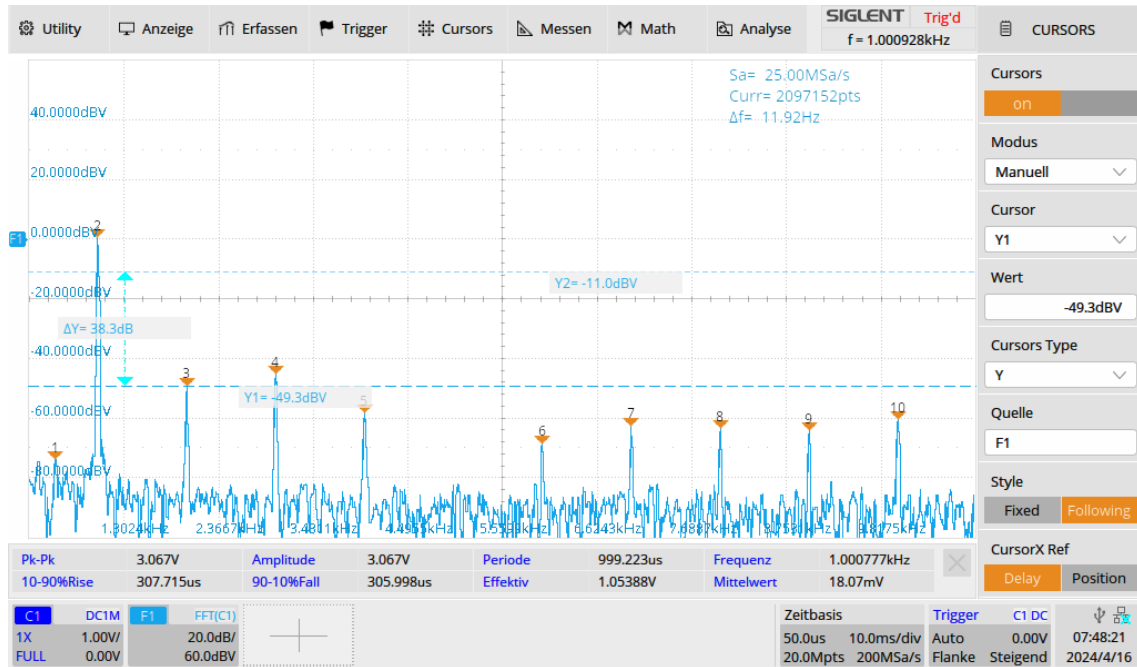 Utility Anzeige Erfassen Trigger Cursors Messen Math Analyse SIGLENT Trig'd
f = 1.000928kHz
CURSORS
Sa= 25.00MSa/s
Curr= 2097152pts
Δf= 11.92Hz
40.0000dBV
20.0000dBV
F1 0.0000dBV
2
Y2= -11.0dBV
-20.0000dBV
ΔY= 38.3dB
-40.0000dBV
3 4
Y1= -49.3dBV
5
-60.0000dBV
6 7 8 9 10
1
-80.0000dBV
1.3024kHz 2.3667kHz
Cursors
on
Modus
Manuell
Cursor
Y1
Wert
-49.3dBV
Cursors Type
Y
Quelle
F1
Style
Fixed Following
CursorX Ref
Delay Position
Pk-Pk 3.067V Amplitude 3.067V Periode 999.223us Frequenz 1.000777kHz
10-90%Rise 307.715us 90-10%Fall 305.998us Effektiv 1.05388V Mittelwert 18.07mV
C1 DC1M
1X 1.00V/
FULL 0.00V
F1 FFT(C1)
20.0dB/
60.0dBV
Zeitbasis
50.0us 10.0ms/div
20.0Mpts 200MSa/s
Trigger C1 DC
Auto 0.00V
Flanke Steigend
07:48:21
2024/4/16